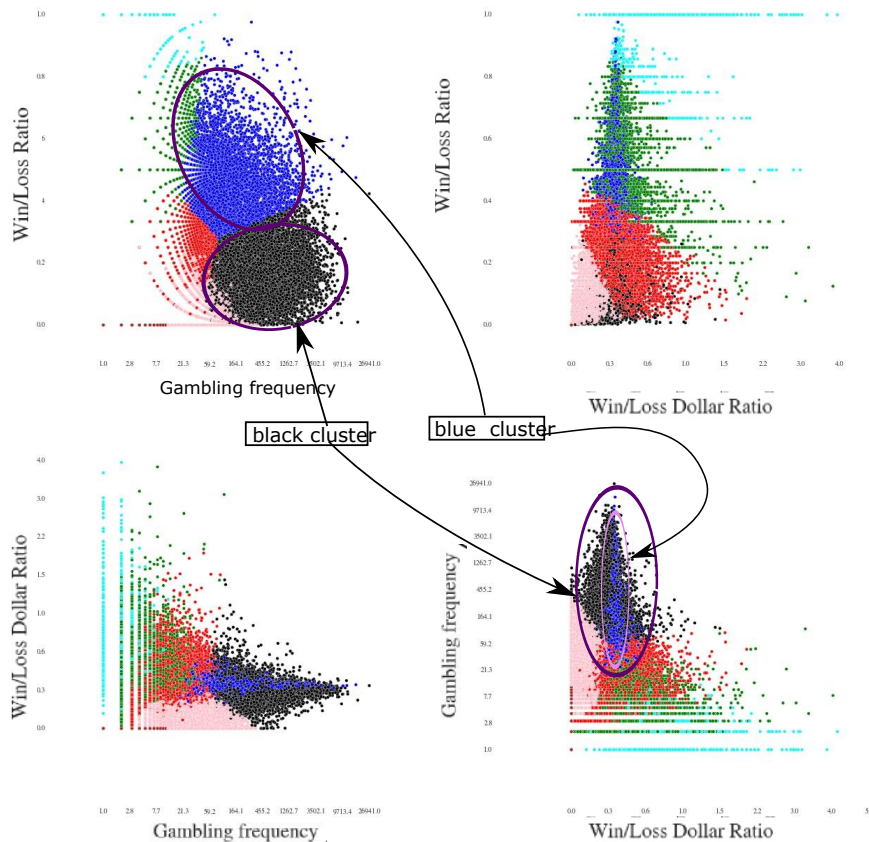 1.0
0.8
6
5
4
0.2
0.0
Win/Loss Ratio
1.0 2.8 7.7 21.3 59.2 164.1 455.2 1262.7 3502.1 9713.4 26941.0
Gambling frequency
1.0
0.8
0.6
0.5
0.4
0.2
0.0
Win/Loss Ratio
0.0 0.3 0.6 1.0 1.5 2.2 3.0 4.0
Win/Loss Dollar Ratio
black cluster
blue cluster
4.0
3.0
2.2
1.5
1.0
0.6
0.3
0.0
Win/Loss Dollar Ratio
1.0 2.8 7.7 21.3 59.2 164.1 455.2 1262.7 3502.1 9713.4 26941.0
Gambling frequency
26941.0
9713.4
3502.1
1262.7
455.2
164.1
59.2
21.3
7.7
2.8
1.0
Gambling frequency
0.0 0.3 0.6 1.0 1.5 2.2 3.0 4.0 5
Win/Loss Dollar Ratio